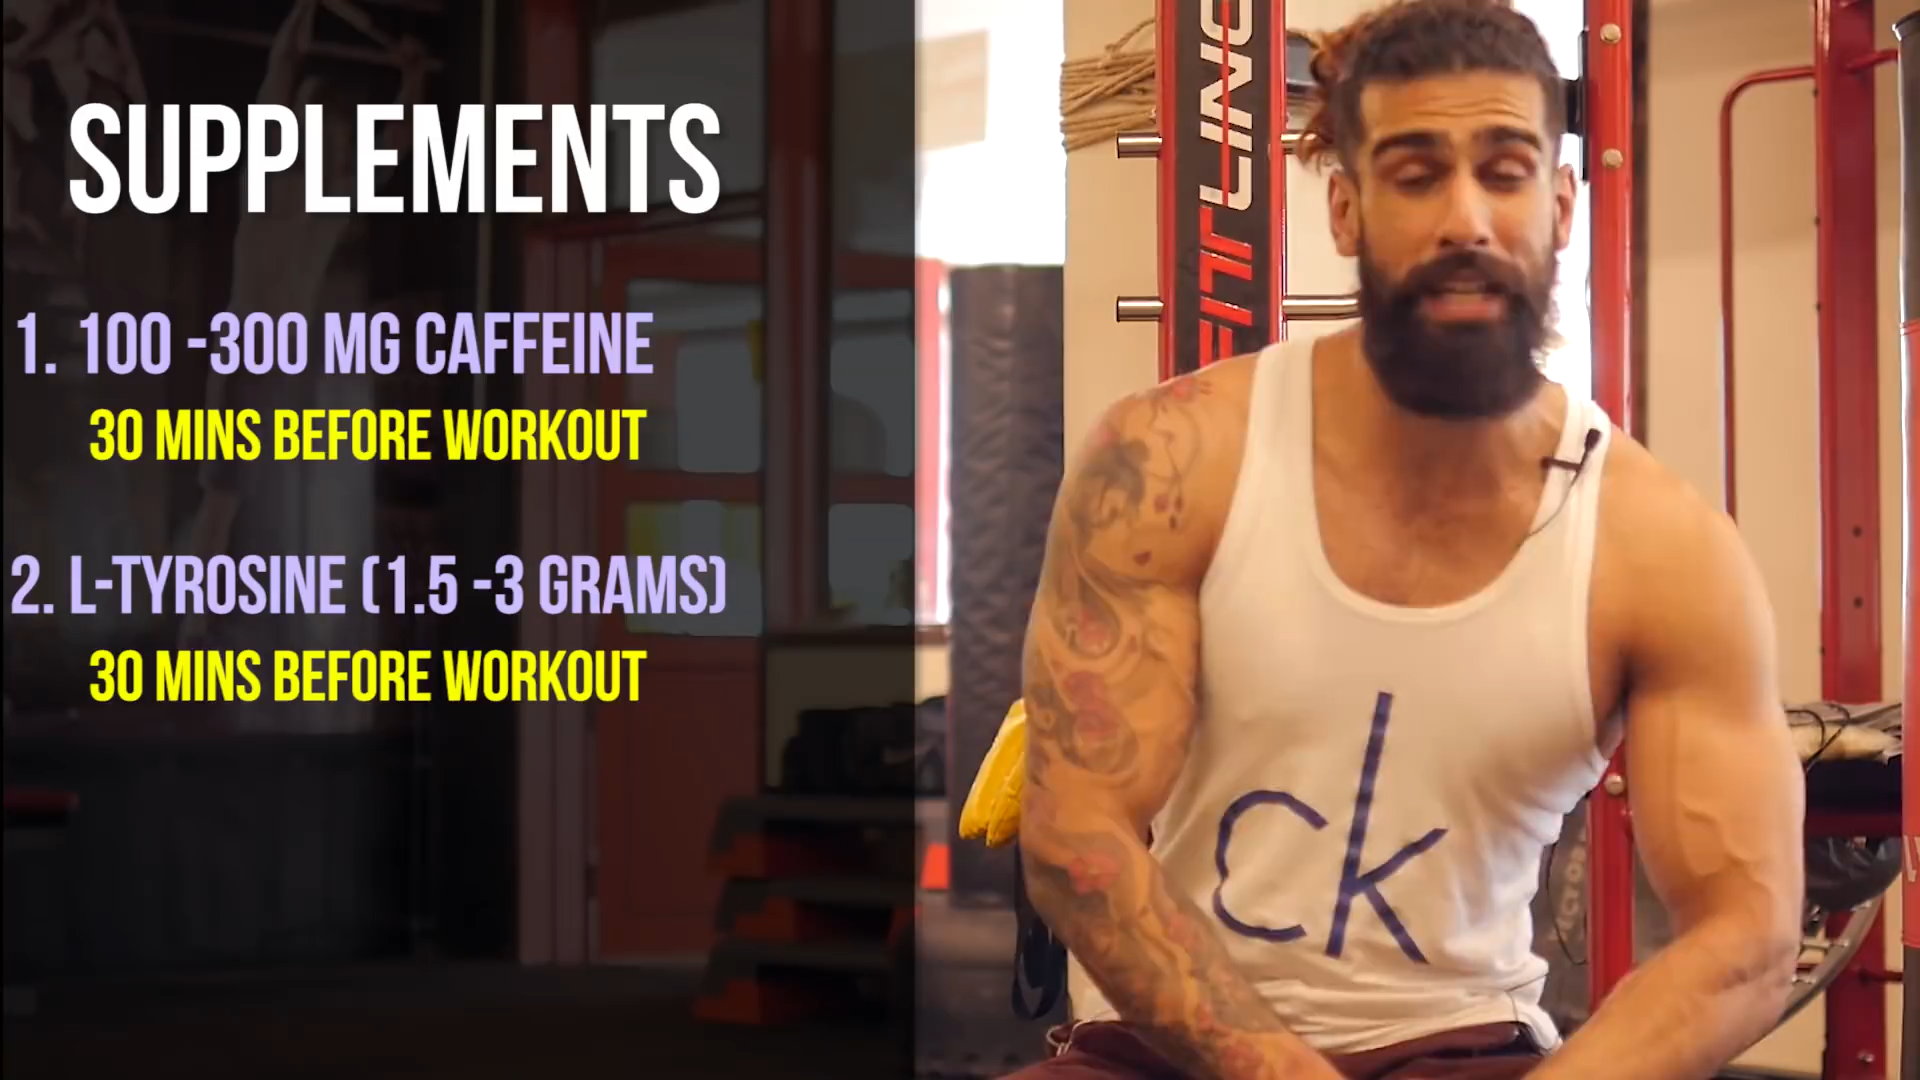 SUPPLEMENTS
1. 100 -300 MG CAFFEINE
30 MINS BEFORE WORKOUT
2. L-TYROSINE (1.5 -3 GRAMS)
30 MINS BEFORE WORKOUT
FITLINE
ck